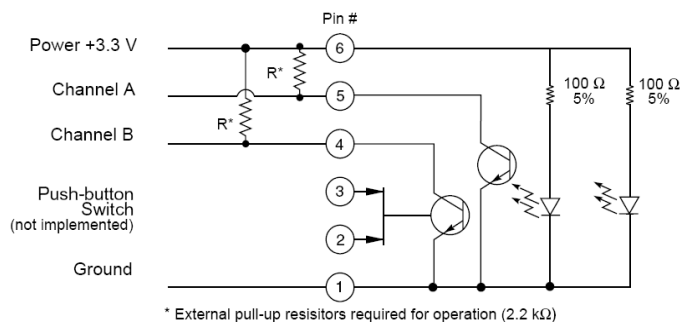 Pin #
Power +3.3 V
6
R*
100 Ω
5%
100 Ω
5%
Channel A
5
R*
Channel B
4
Push-button
Switch
(not implemented)
3
2
Ground
1
* External pull-up resisitors required for operation (2.2 kΩ)